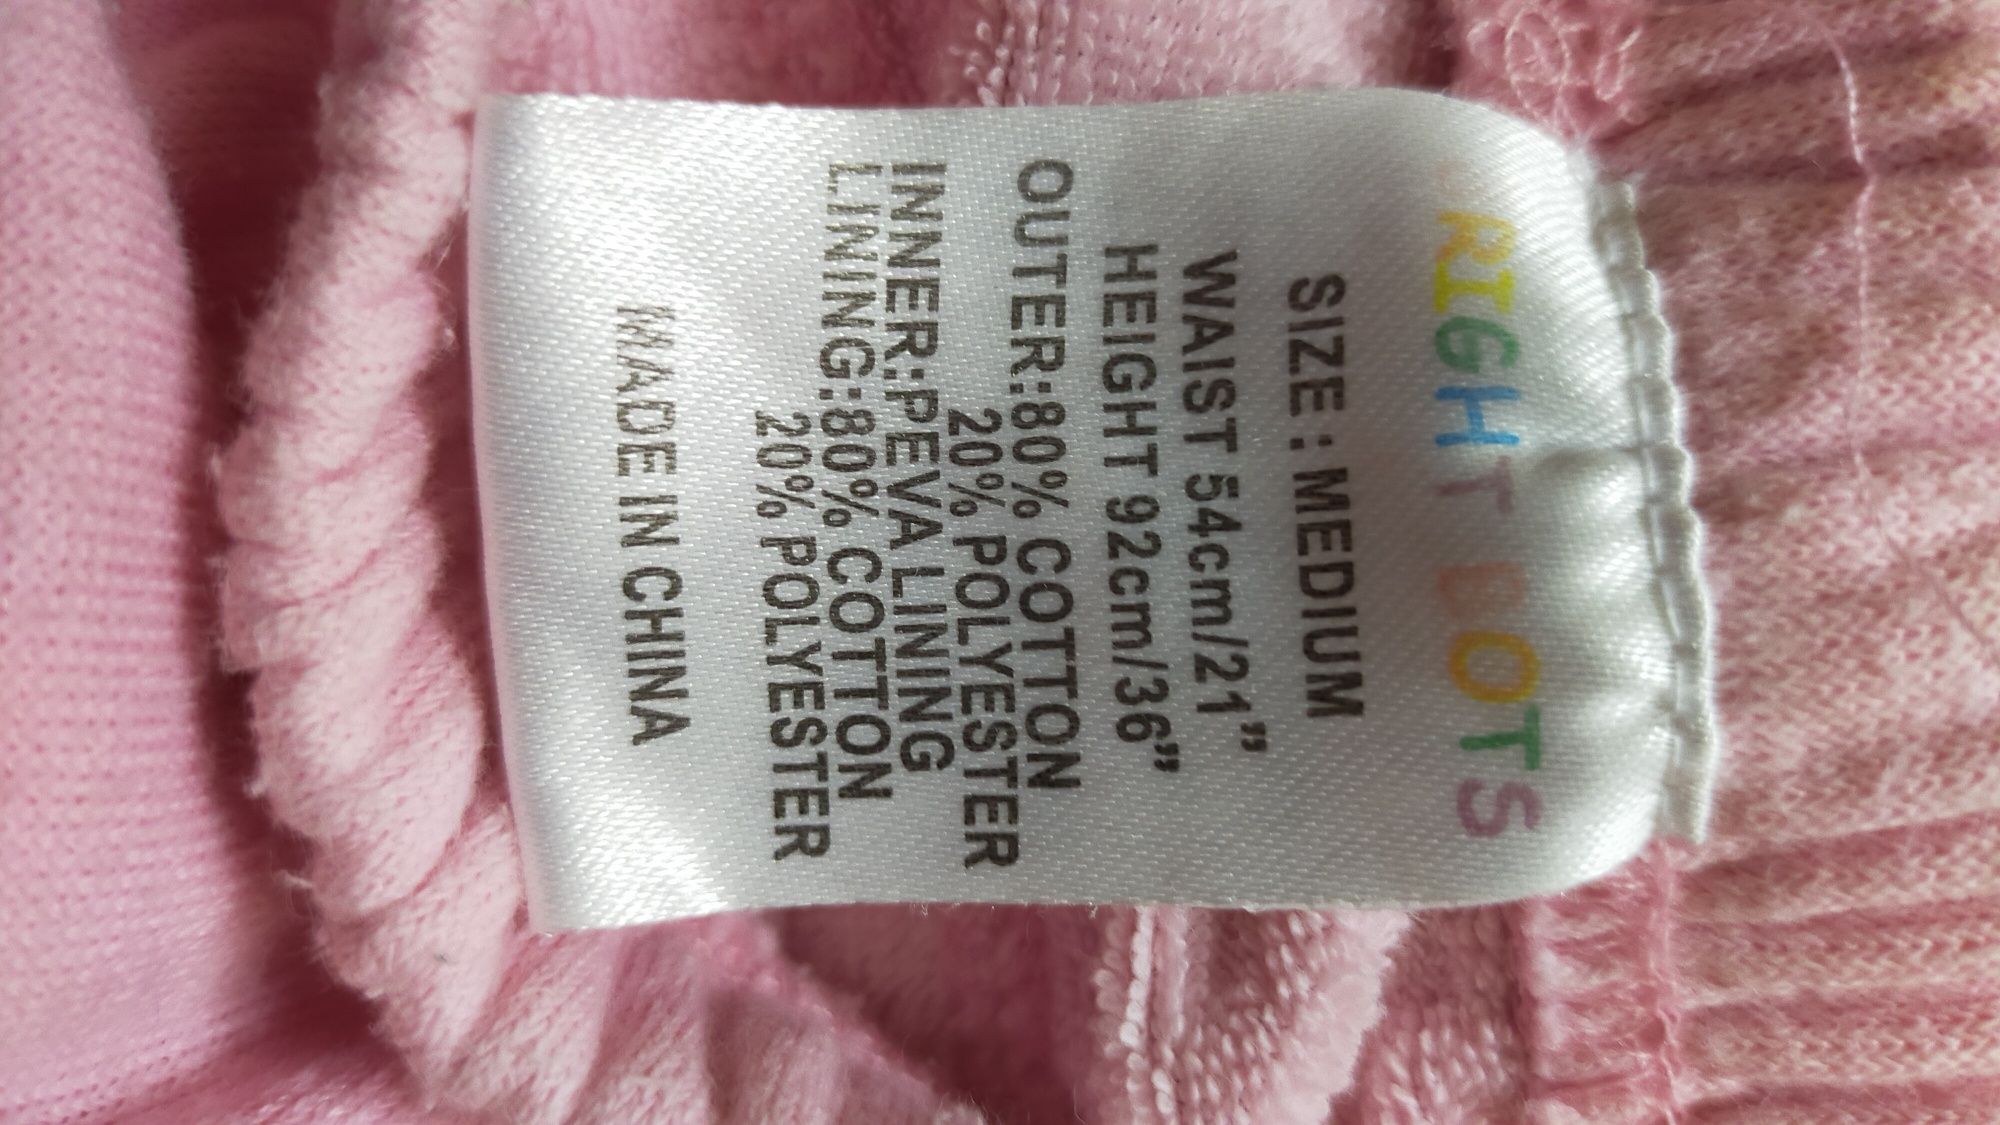 BRIGHT BOTS
SIZE : MEDIUM
WAIST 54cm/21”
HEIGHT 92cm/36”
OUTER:80% COTTON
20% POLYESTER
INNER:PEVA LINING
LINING:80% COTTON
20% POLYESTER
MADE IN CHINA